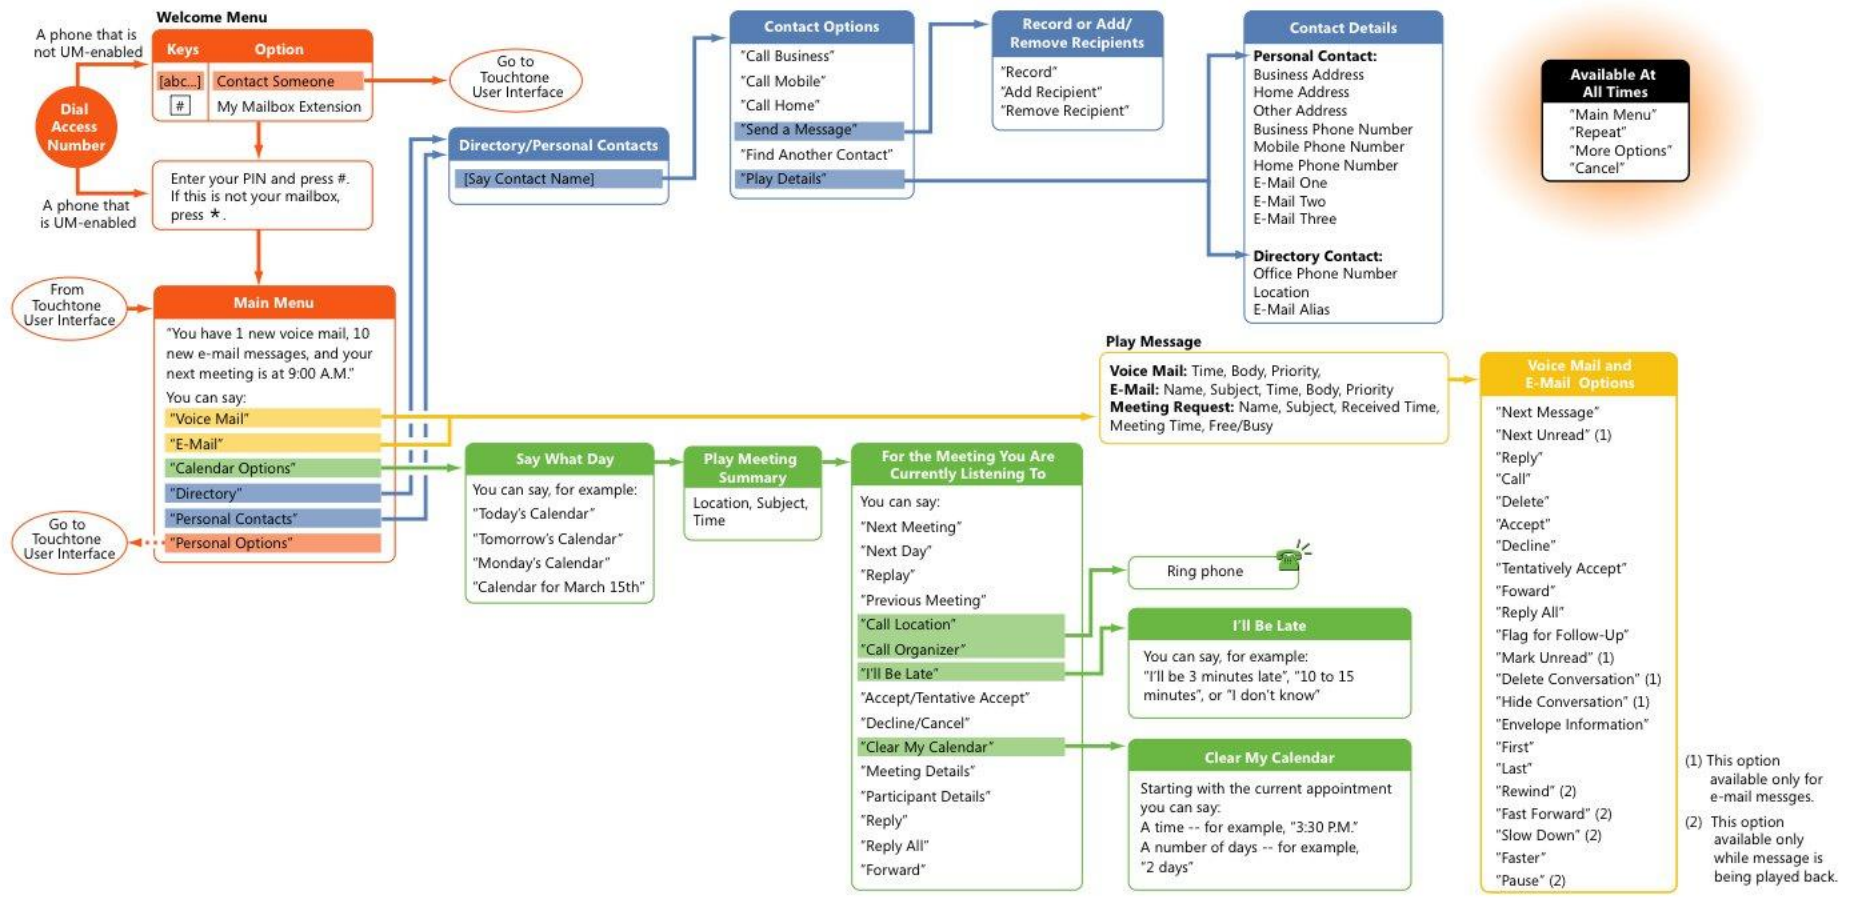 Welcome Menu
A phone that is
not UM-enabled
Keys
Option
[abc...]
Contact Someone
#
My Mailbox Extension
Go to
Touchtone
User Interface
Dial
Access
Number
Enter your PIN and press #.
If this is not your mailbox,
press *.
A phone that
is UM-enabled
From
Touchtone
User Interface
Main Menu
"You have 1 new voice mail, 10
new e-mail messages, and your
next meeting is at 9:00 A.M."
You can say:
"Voice Mail"
"E-Mail"
"Calendar Options"
"Directory"
"Personal Contacts"
"Personal Options"
Go to
Touchtone
User Interface
Directory/Personal Contacts
[Say Contact Name]
Contact Options
"Call Business"
"Call Mobile"
"Call Home"
"Send a Message"
"Find Another Contact"
"Play Details"
Record or Add/
Remove Recipients
"Record"
"Add Recipient"
"Remove Recipient"
Contact Details
Personal Contact:
Business Address
Home Address
Other Address
Business Phone Number
Mobile Phone Number
Home Phone Number
E-Mail One
E-Mail Two
E-Mail Three
Directory Contact:
Office Phone Number
Location
E-Mail Alias
Available At
All Times
"Main Menu"
"Repeat"
"More Options"
"Cancel"
Play Message
Voice Mail: Time, Body, Priority,
E-Mail: Name, Subject, Time, Body, Priority
Meeting Request: Name, Subject, Received Time,
Meeting Time, Free/Busy
Voice Mail and
E-Mail Options
"Next Message"
"Next Unread" (1)
"Reply"
"Call"
"Delete"
"Accept"
"Decline"
"Tentatively Accept"
"Foward"
"Reply All"
"Flag for Follow-Up"
"Mark Unread" (1)
"Delete Conversation" (1)
"Hide Conversation" (1)
"Envelope Information"
"First"
"Last"
"Rewind" (2)
"Fast Forward" (2)
"Slow Down" (2)
"Faster"
"Pause" (2)
(1) This option
available only for
e-mail messges.
(2) This option
available only
while message is
being played back.
Say What Day
You can say, for example:
"Today's Calendar"
"Tomorrow's Calendar"
"Monday's Calendar"
"Calendar for March 15th"
Play Meeting
Summary
Location, Subject,
Time
For the Meeting You Are
Currently Listening To
You can say:
"Next Meeting"
"Next Day"
"Replay"
"Previous Meeting"
"Call Location"
"Call Organizer"
"I'll Be Late"
"Accept/Tentative Accept"
"Decline/Cancel"
"Clear My Calendar"
"Meeting Details"
"Participant Details"
"Reply"
"Reply All"
"Forward"
Ring phone
I'll Be Late
You can say, for example:
"I'll be 3 minutes late", "10 to 15
minutes", or "I don't know"
Clear My Calendar
Starting with the current appointment
you can say:
A time -- for example, "3:30 P.M."
A number of days -- for example,
"2 days"